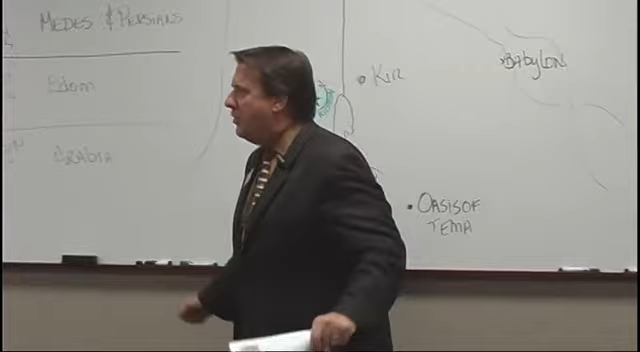 MEDES & PERSIANS
Edom
ARABIA
• KIR
BAbylON
• OASIS OF
TEMA